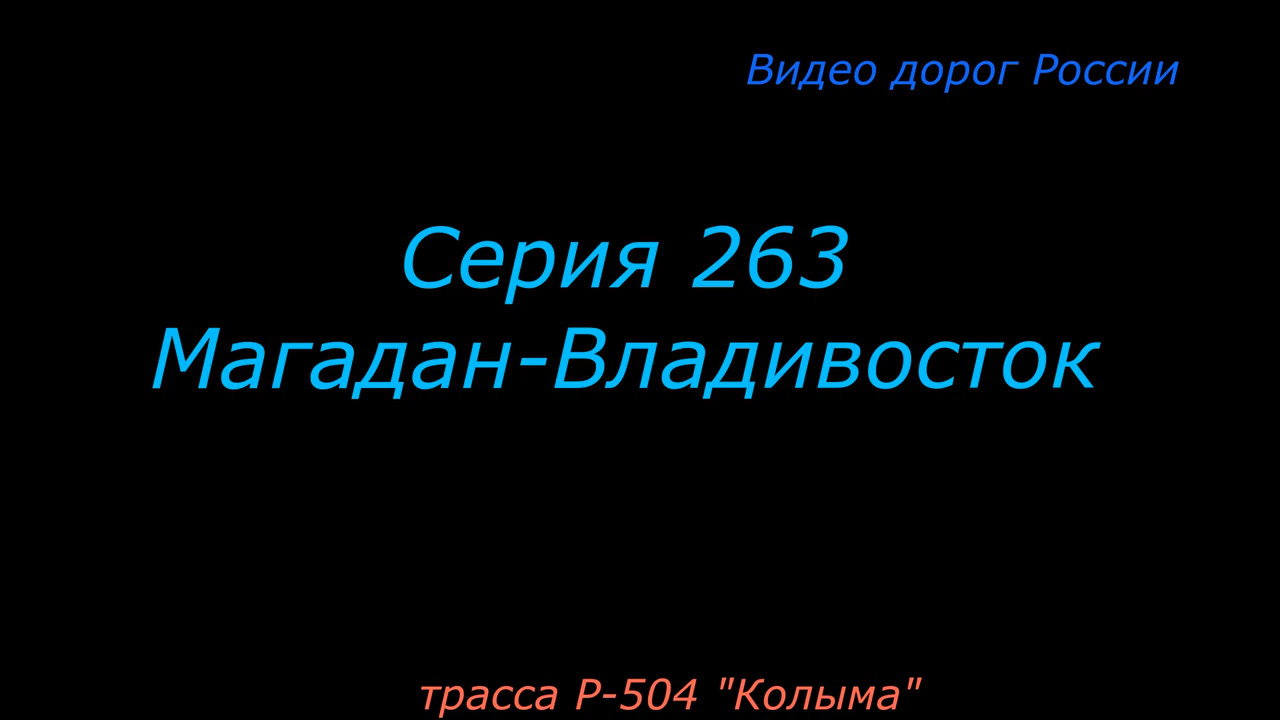 Видео дорог России
Серия 263
Магадан-Владивосток
трасса Р-504 "Колыма"